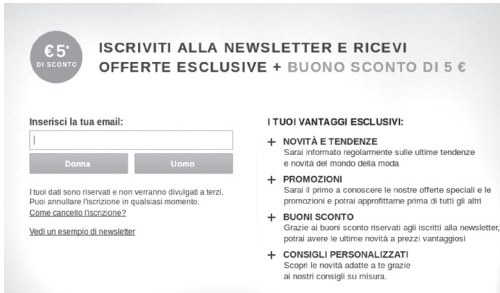 € 5*
DI SCONTO
ISCRIVITI ALLA NEWSLETTER E RICEVI
OFFERTE ESCLUSIVE + BUONO SCONTO DI 5 €
Inserisci la tua email:
Donna
Uomo
I tuoi dati sono riservati e non verranno divulgati a terzi.
Puoi annullare l'iscrizione in qualsiasi momento.
Come cancello l'iscrizione?
Vedi un esempio di newsletter
I TUOI VANTAGGI ESCLUSIVI:
+ NOVITÀ E TENDENZE
Sarai informato regolarmente sulle ultime tendenze
e novità del mondo della moda
+ PROMOZIONI
Sarai il primo a conoscere le nostre offerte speciali e le
promozioni e potrai approfittarne prima di tutti gli altri
+ BUONI SCONTO
Grazie ai buoni sconto riservati agli iscritti alla newsletter,
potrai avere le ultime novità a prezzi vantaggiosi
+ CONSIGLI PERSONALIZZATI
Scopri le novità adatte a te grazie
ai nostri consigli su misura.